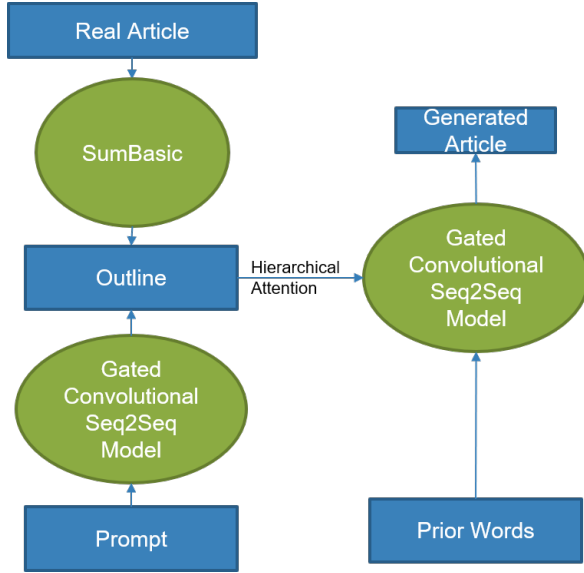 Real Article
SumBasic
Outline
Gated
Convolutional
Seq2Seq
Model
Prompt
Hierarchical
Attention
Generated
Article
Gated
Convolutional
Seq2Seq
Model
Prior Words